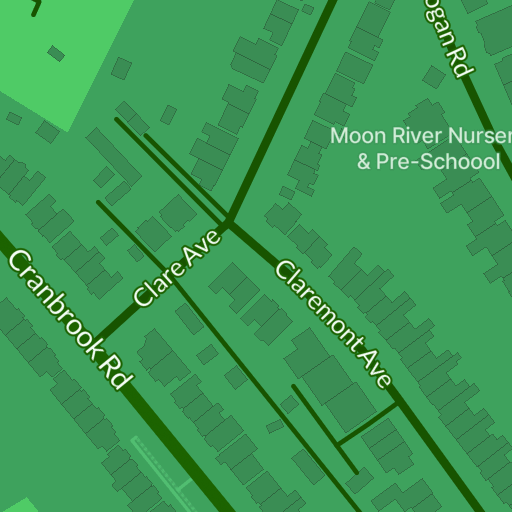 ogan Rd
Moon River Nurser
& Pre-Schoool
Clare Ave
Cranbrook Rd
Claremont Ave